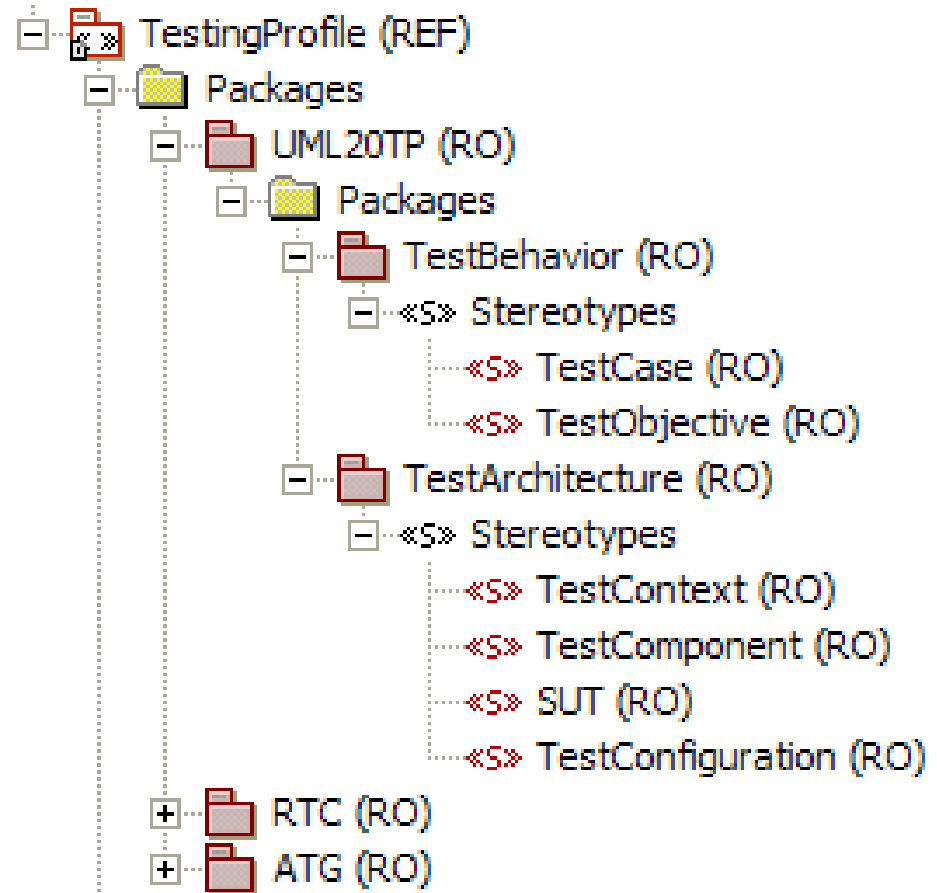 TestingProfile (REF)
Packages
UML20TP (RO)
Packages
TestBehavior (RO)
«S» Stereotypes
«S» TestCase (RO)
«S» TestObjective (RO)
TestArchitecture (RO)
«S» Stereotypes
«S» TestContext (RO)
«S» TestComponent (RO)
«S» SUT (RO)
«S» TestConfiguration (RO)
RTC (RO)
ATG (RO)